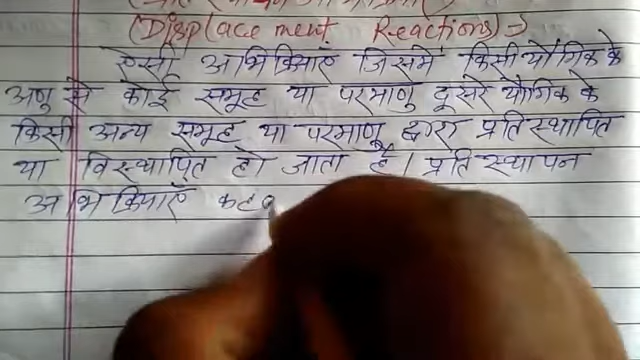 (Displacement Reactions) →
ऐसी अभिक्रियाएँ जिसमें किसी यौगिक के
अणु से कोई समूह या परमाणु दूसरे यौगिक के
किसी अन्य समूह या परमाणु द्वारा प्रतिस्थापित
या विस्थापित हो जाता है। प्रतिस्थापन
अभिक्रियाएँ